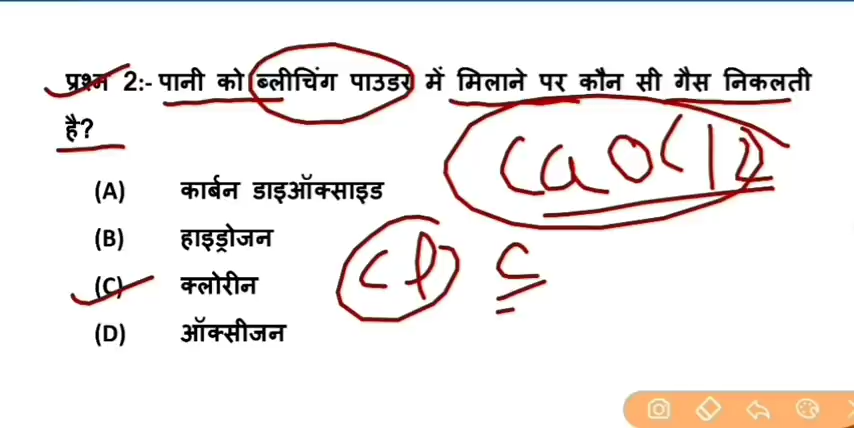 प्रश्न 2:- पानी को ब्लीचिंग पाउडर में मिलाने पर कौन सी गैस निकलती
है?
CaOCl2
(A) कार्बन डाइऑक्साइड
(B) हाइड्रोजन
(C) क्लोरीन
Cl C
(D) ऑक्सीजन